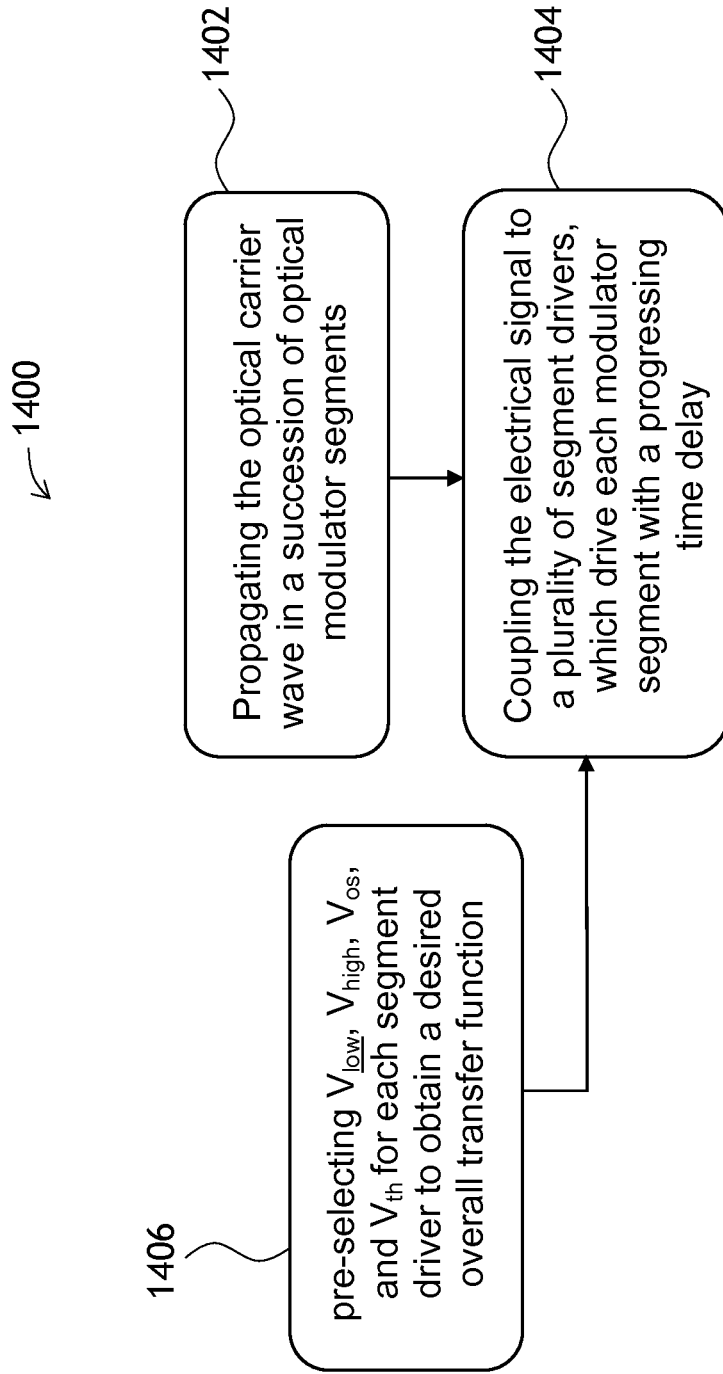 1400
1402
Propagating the optical carrier
wave in a succession of optical
modulator segments
1404
Coupling the electrical signal to
a plurality of segment drivers,
which drive each modulator
segment with a progressing
time delay
1406
pre-selecting Vlow, Vhigh, Vos,
and Vth for each segment
driver to obtain a desired
overall transfer function